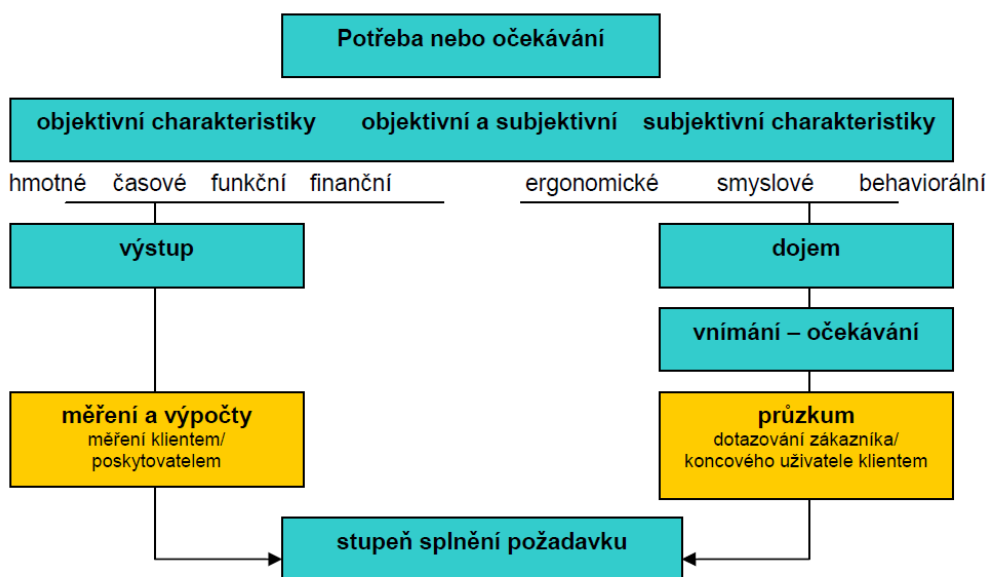 Potřeba nebo očekávání
objektivní charakteristiky objektivní a subjektivní subjektivní charakteristiky
hmotné časové funkční finanční ergonomické smyslové behaviorální
výstup
dojem
vnímání – očekávání
měření a výpočty
měření klientem/
poskytovatelem
průzkum
dotazování zákazníka/
koncového uživatele klientem
stupeň splnění požadavku